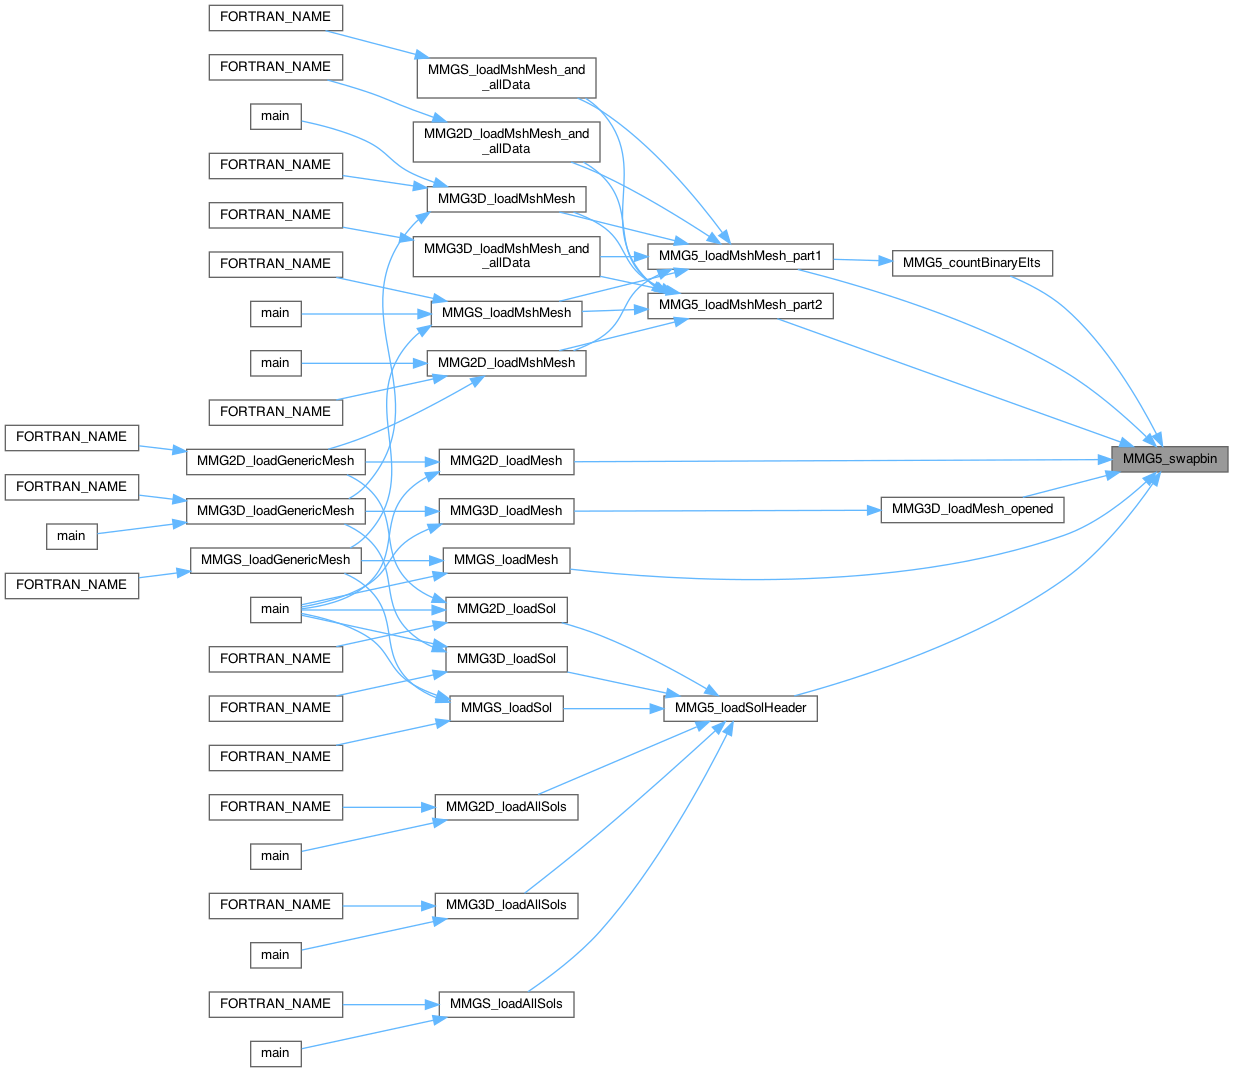 FORTRAN_NAME
MMGS_loadMshMesh_and
_allData
FORTRAN_NAME
main
MMG2D_loadMshMesh_and
_allData
FORTRAN_NAME
MMG3D_loadMshMesh
FORTRAN_NAME
MMG3D_loadMshMesh_and
_allData
MMG5_loadMshMesh_part1
MMG5_countBinaryElts
FORTRAN_NAME
MMG5_loadMshMesh_part2
main
MMGS_loadMshMesh
main
MMG2D_loadMshMesh
FORTRAN_NAME
FORTRAN_NAME
MMG2D_loadGenericMesh
MMG2D_loadMesh
MMG5_swapbin
FORTRAN_NAME
MMG3D_loadGenericMesh
MMG3D_loadMesh
MMG3D_loadMesh_opened
main
MMGS_loadGenericMesh
MMGS_loadMesh
FORTRAN_NAME
main
MMG2D_loadSol
FORTRAN_NAME
MMG3D_loadSol
FORTRAN_NAME
MMGS_loadSol
MMG5_loadSolHeader
FORTRAN_NAME
FORTRAN_NAME
MMG2D_loadAllSols
main
FORTRAN_NAME
MMG3D_loadAllSols
main
FORTRAN_NAME
MMGS_loadAllSols
main